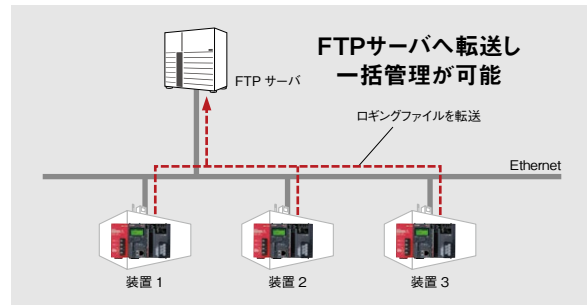 FTPサーバへ転送し
一括管理が可能
FTP サーバ
ロギングファイルを転送
Ethernet
装置 1
装置 2
装置 3